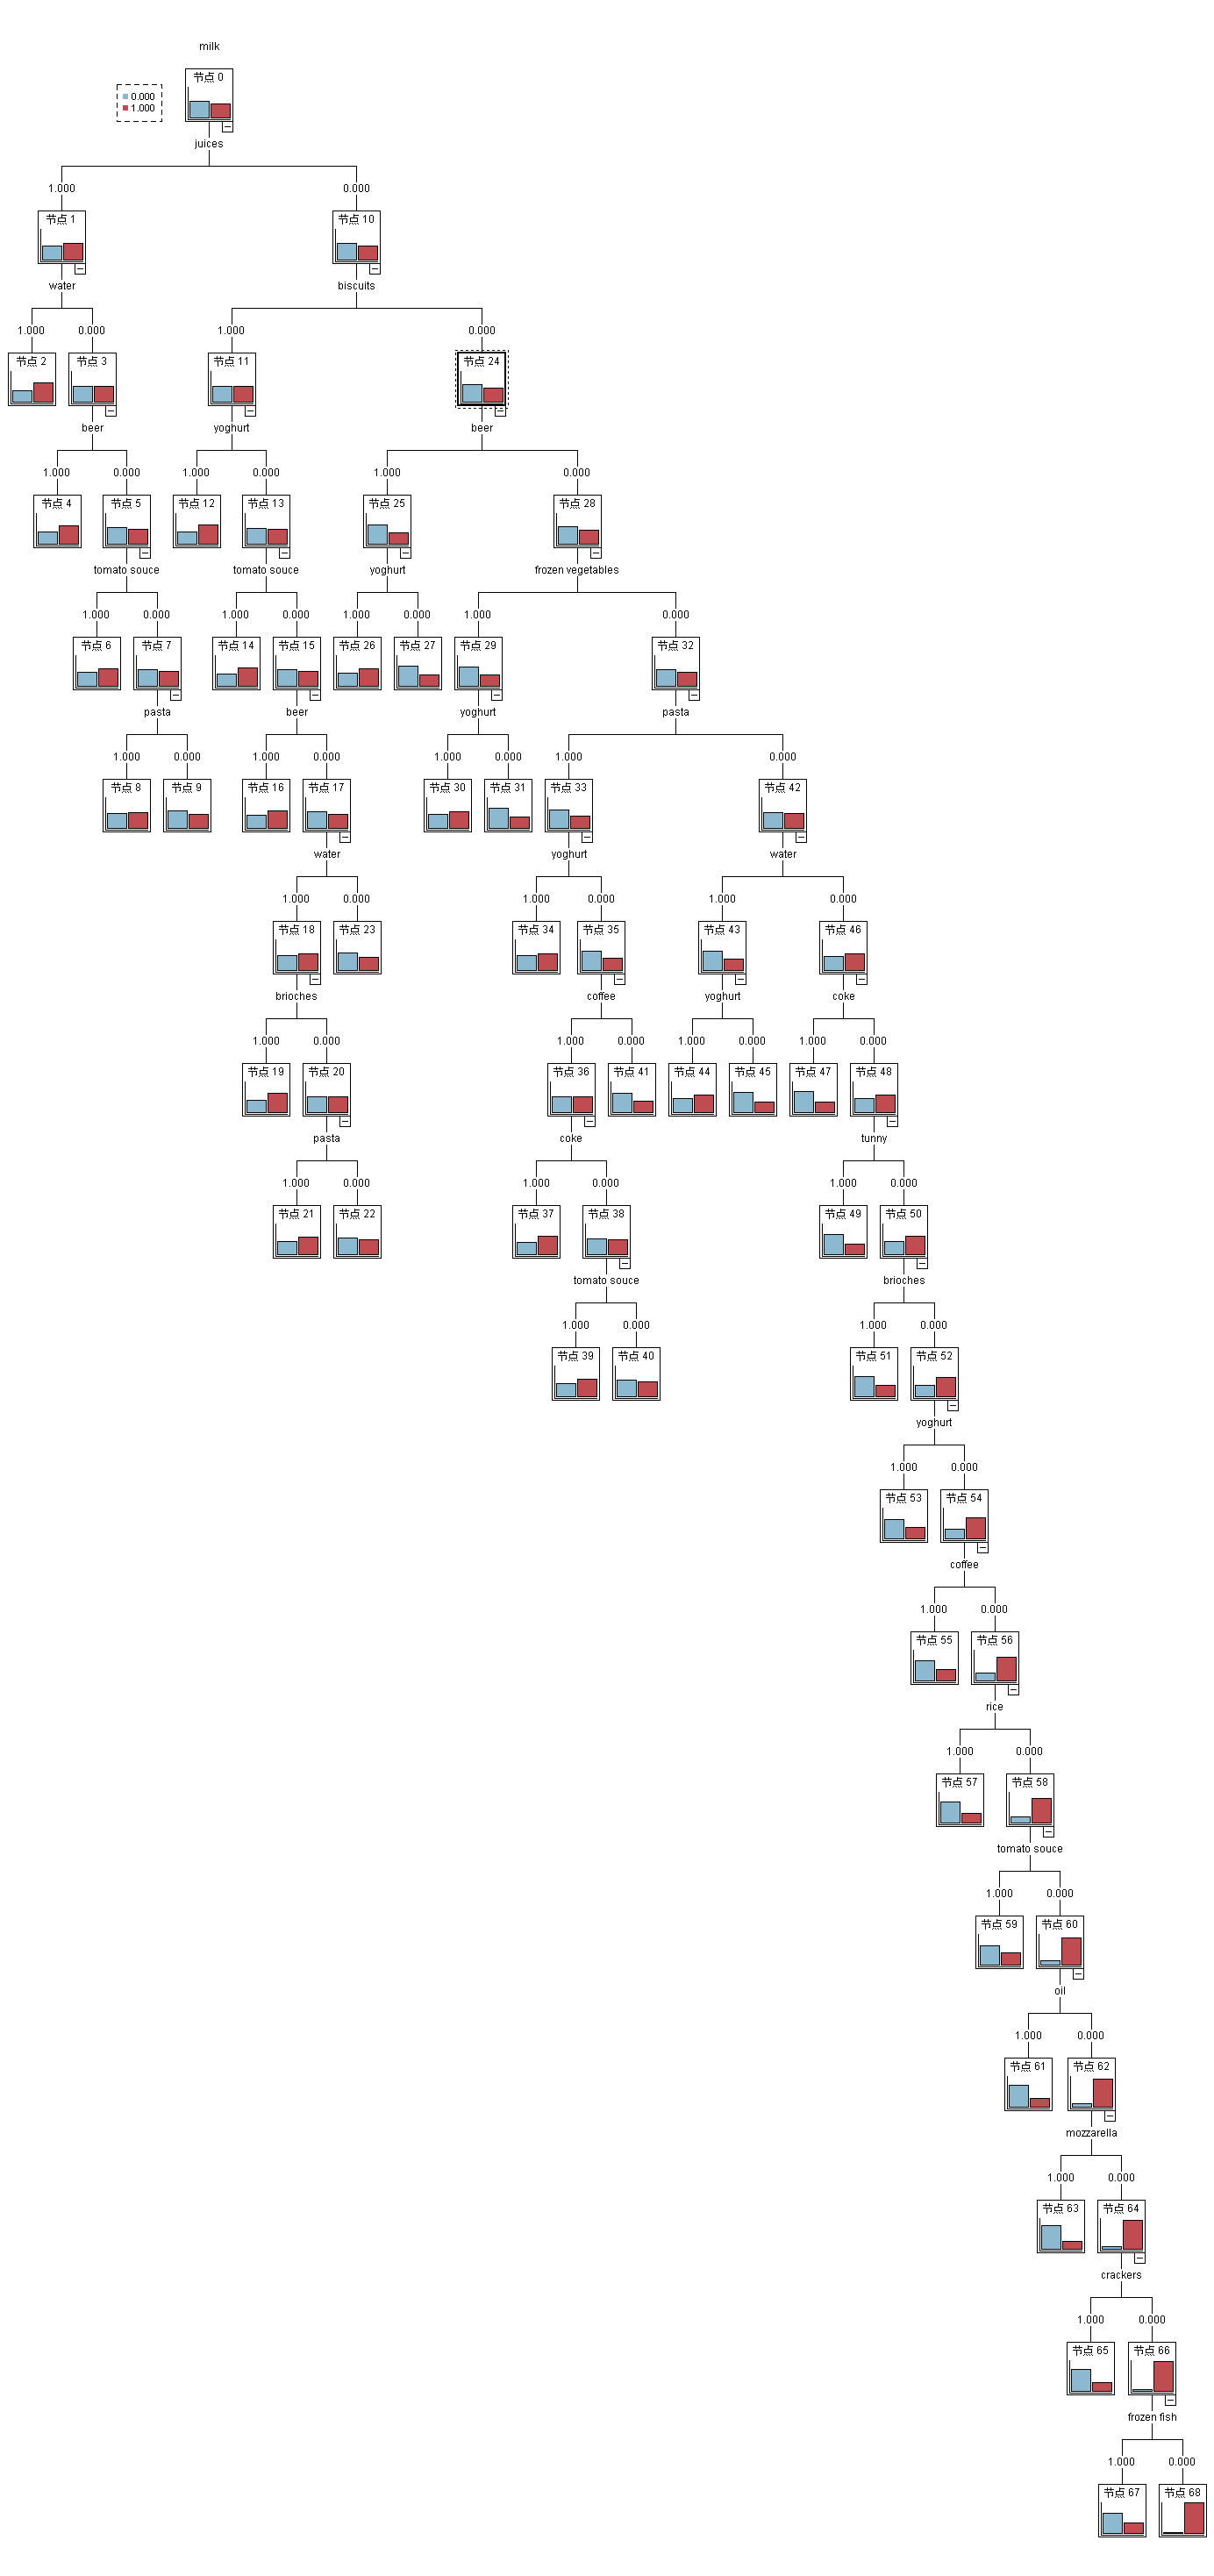 milk
节点 0
0.000
1.000
juices
1.000 0.000
节点 1 节点 10
water biscuits
1.000 0.000 1.000 0.000
节点 2 节点 3 节点 11 节点 24
beer yoghurt beer
1.000 0.000 1.000 0.000 1.000 0.000
节点 4 节点 5 节点 12 节点 13 节点 25 节点 28
tomato souce tomato souce yoghurt frozen vegetables
1.000 0.000 1.000 0.000 1.000 0.000 1.000 0.000
节点 6 节点 7 节点 14 节点 15 节点 26 节点 27 节点 29 节点 32
pasta beer yoghurt pasta
1.000 0.000 1.000 0.000 1.000 0.000 1.000 0.000
节点 8 节点 9 节点 16 节点 17 节点 30 节点 31 节点 33 节点 42
water yoghurt water
1.000 0.000 1.000 0.000 1.000 0.000
节点 18 节点 23 节点 34 节点 35 节点 43 节点 46
brioches coffee yoghurt coke
1.000 0.000 1.000 0.000 1.000 0.000 1.000 0.000
节点 19 节点 20 节点 36 节点 41 节点 44 节点 45 节点 47 节点 48
pasta coke tunny
1.000 0.000 1.000 0.000 1.000 0.000
节点 21 节点 22 节点 37 节点 38 节点 49 节点 50
tomato souce brioches
1.000 0.000 1.000 0.000
节点 39 节点 40 节点 51 节点 52
yoghurt
1.000 0.000
节点 53 节点 54
coffee
1.000 0.000
节点 55 节点 56
rice
1.000 0.000
节点 57 节点 58
tomato souce
1.000 0.000
节点 59 节点 60
oil
1.000 0.000
节点 61 节点 62
mozzarella
1.000 0.000
节点 63 节点 64
crackers
1.000 0.000
节点 65 节点 66
frozen fish
1.000 0.000
节点 67 节点 68